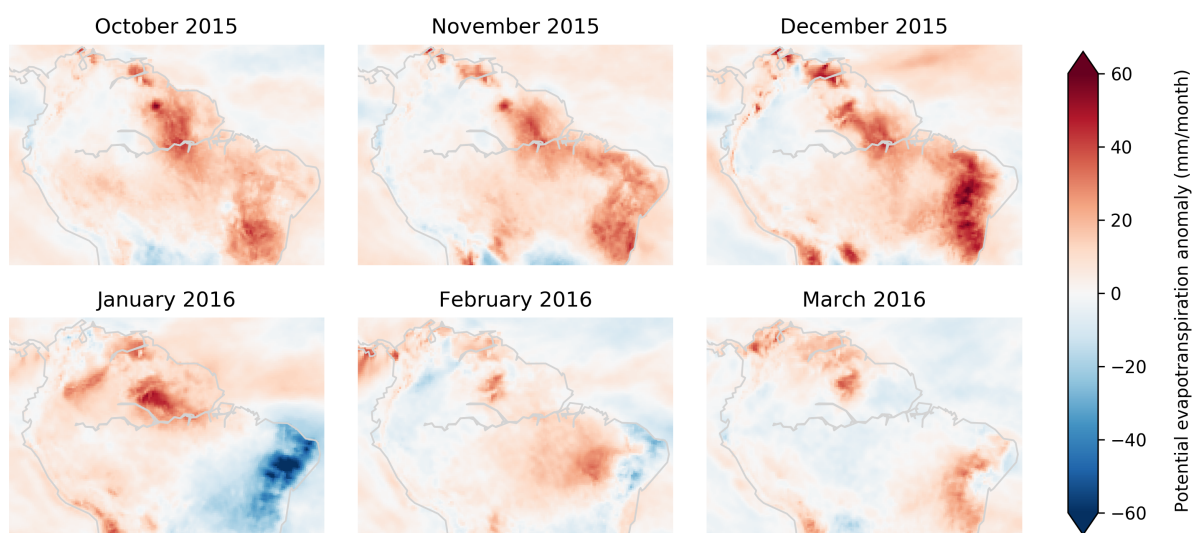 October 2015
November 2015
December 2015
January 2016
February 2016
March 2016
60
40
20
0
−20
−40
−60
Potential evapotranspiration anomaly (mm/month)